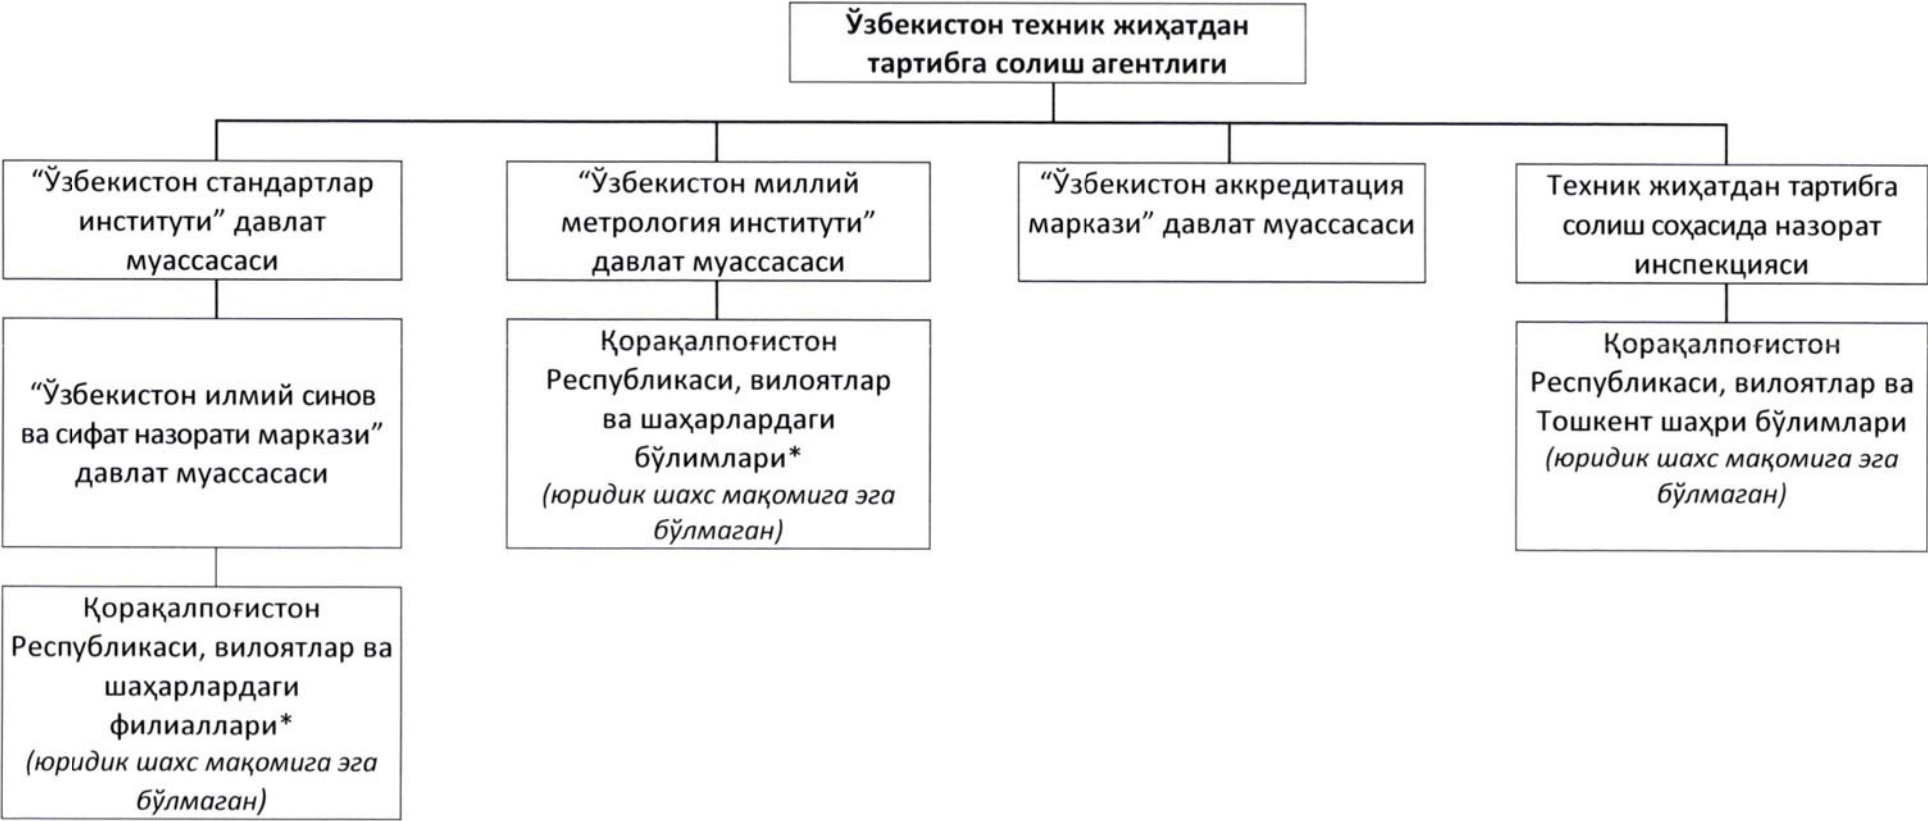 Ўзбекистон техник жиҳатдан
тартибга солиш агентлиги
“Ўзбекистон стандартлар
институти” давлат
муассасаси
“Ўзбекистон миллий
метрология институти”
давлат муассасаси
“Ўзбекистон аккредитация
маркази” давлат муассасаси
Техник жиҳатдан тартибга
солиш соҳасида назорат
инспекцияси
“Ўзбекистон илмий синов
ва сифат назорати маркази”
давлат муассасаси
Қорақалпоғистон
Республикаси, вилоятлар
ва шаҳарлардаги
бўлимлари*
(юридик шахс мақомига эга
бўлмаган)
Қорақалпоғистон
Республикаси, вилоятлар ва
Тошкент шаҳри бўлимлари
(юридик шахс мақомига эга
бўлмаган)
Қорақалпоғистон
Республикаси, вилоятлар ва
шаҳарлардаги
филиаллари*
(юридик шахс мақомига эга
бўлмаган)